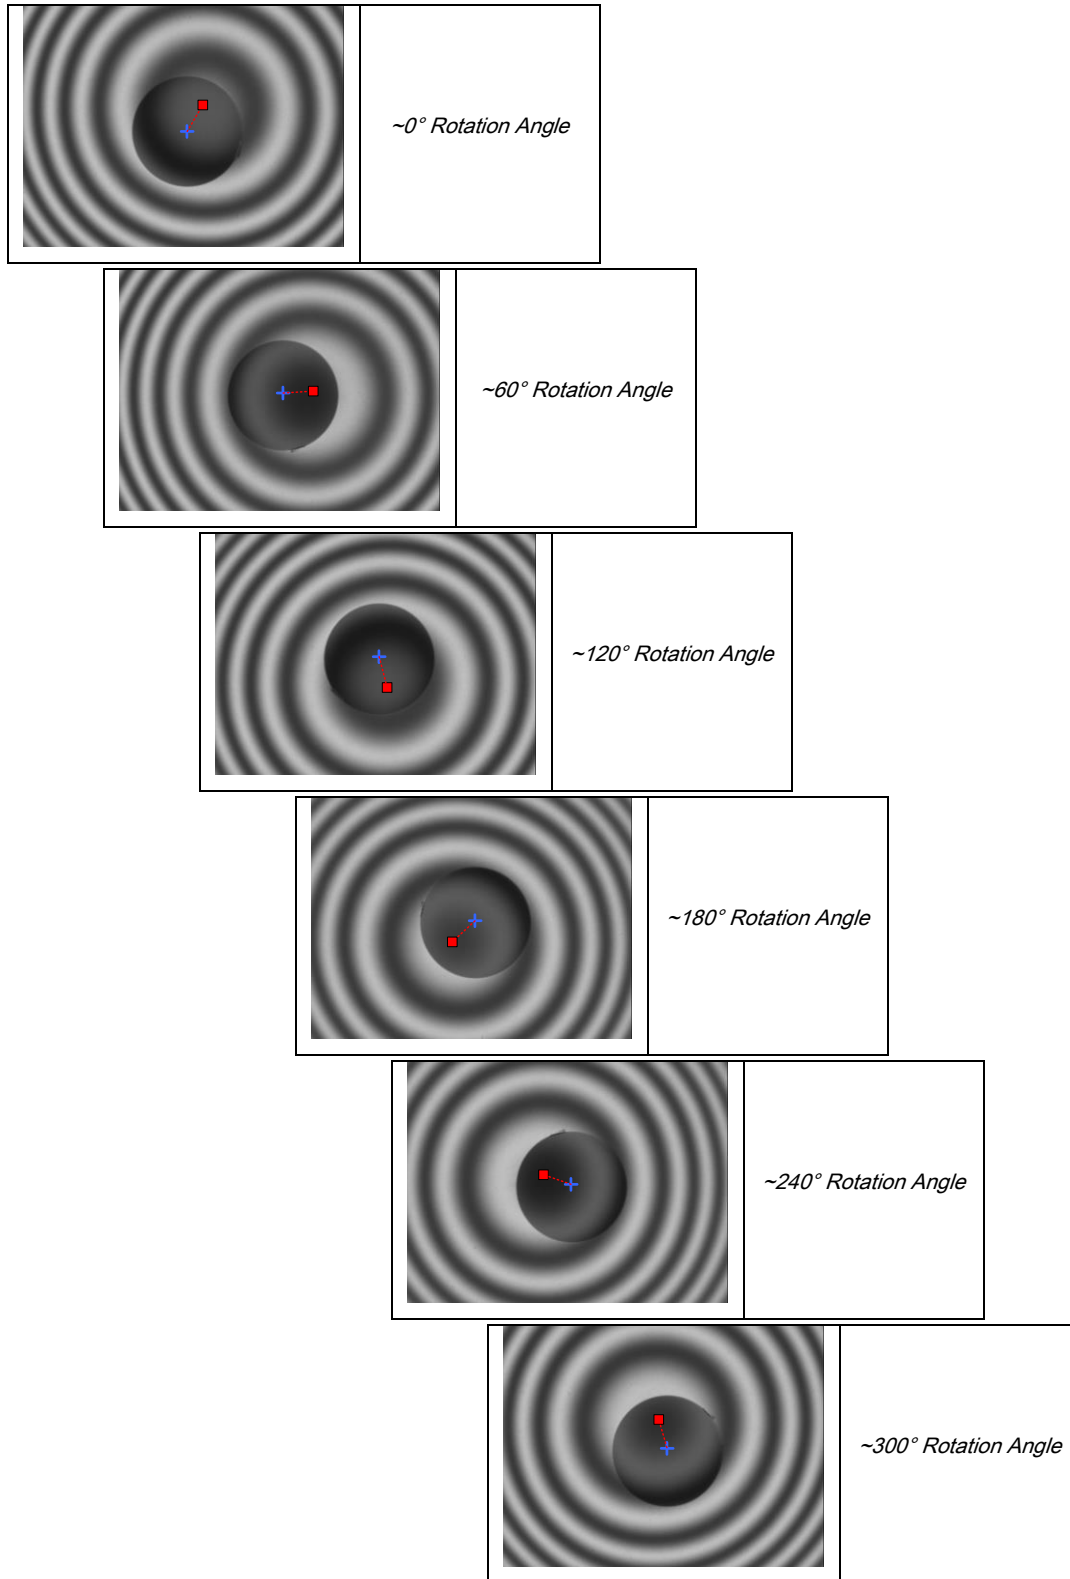 ~0° Rotation Angle
~60° Rotation Angle
~120° Rotation Angle
~180° Rotation Angle
~240° Rotation Angle
~300° Rotation Angle